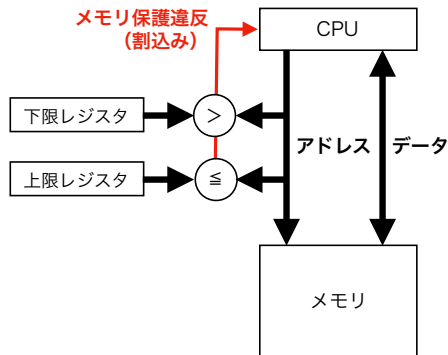 メモリ保護違反
（割込み）
CPU
下限レジスタ
>
アドレス
データ
上限レジスタ
≦
メモリ